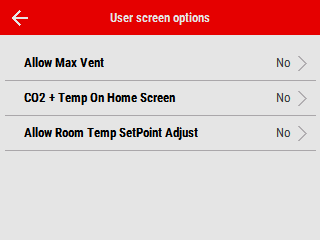 User screen options
Allow Max Vent No
CO2 + Temp On Home Screen No
Allow Room Temp SetPoint Adjust No